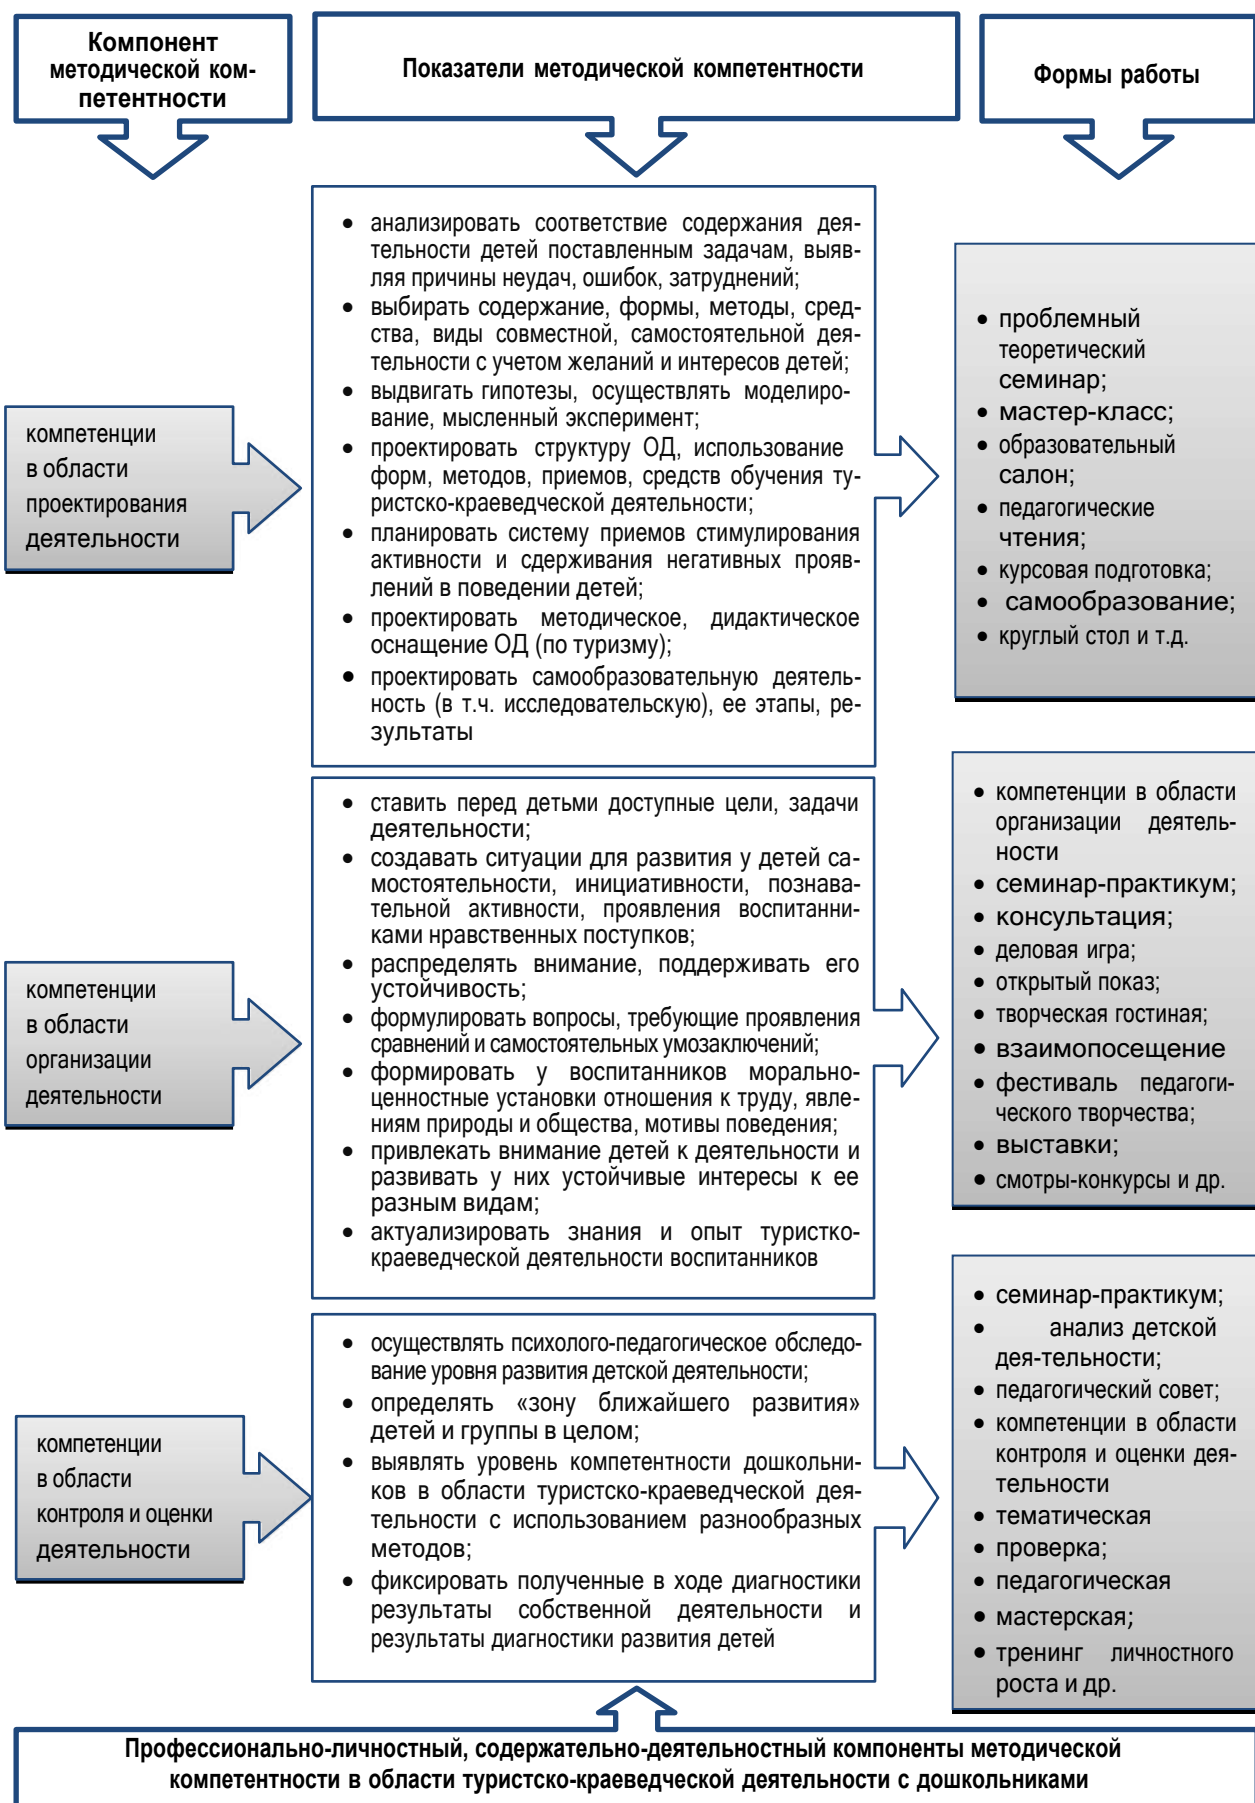 Компонент
методической ком-
петентности
Показатели методической компетентности
Формы работы
компетенции
в области
проектирования
деятельности
• анализировать соответствие содержания дея-
тельности детей поставленным задачам, выяв-
ляя причины неудач, ошибок, затруднений;
• выбирать содержание, формы, методы, сред-
ства, виды совместной, самостоятельной дея-
тельности с учетом желаний и интересов детей;
• выдвигать гипотезы, осуществлять моделиро-
вание, мысленный эксперимент;
• проектировать структуру ОД, использование
форм, методов, приемов, средств обучения ту-
ристско-краеведческой деятельности;
• планировать систему приемов стимулирования
активности и сдерживания негативных прояв-
лений в поведении детей;
• проектировать методическое, дидактическое
оснащение ОД (по туризму);
• проектировать самообразовательную деятель-
ность (в т.ч. исследовательскую), ее этапы, ре-
зультаты
• проблемный
теоретический
семинар;
• мастер-класс;
• образовательный
салон;
• педагогические
чтения;
• курсовая подготовка;
• самообразование;
• круглый стол и т.д.
компетенции
в области
организации
деятельности
• ставить перед детьми доступные цели, задачи
деятельности;
• создавать ситуации для развития у детей са-
мостоятельности, инициативности, познава-
тельной активности, проявления воспитанни-
ками нравственных поступков;
• распределять внимание, поддерживать его
устойчивость;
• формулировать вопросы, требующие проявления
сравнений и самостоятельных умозаключений;
• формировать у воспитанников морально-
ценностные установки отношения к труду, явле-
ниям природы и общества, мотивы поведения;
• привлекать внимание детей к деятельности и
развивать у них устойчивые интересы к ее
разным видам;
• актуализировать знания и опыт туристко-
краеведческой деятельности воспитанников
• компетенции в области
организации деятель-
ности
• семинар-практикум;
• консультация;
• деловая игра;
• открытый показ;
• творческая гостиная;
• взаимопосещение
• фестиваль педагоги-
ческого творчества;
• выставки;
• смотры-конкурсы и др.
компетенции
в области
контроля и оценки
деятельности
• осуществлять психолого-педагогическое обследо-
вание уровня развития детской деятельности;
• определять «зону ближайшего развития»
детей и группы в целом;
• выявлять уровень компетентности дошкольни-
ков в области туристско-краеведческой дея-
тельности с использованием разнообразных
методов;
• фиксировать полученные в ходе диагностики
результаты собственной деятельности и
результаты диагностики развития детей
• семинар-практикум;
• анализ детской
дея-тельности;
• педагогический совет;
• компетенции в области
контроля и оценки дея-
тельности
• тематическая
• проверка;
• педагогическая
• мастерская;
• тренинг личностного
роста и др.
Профессионально-личностный, содержательно-деятельностный компоненты методической
компетентности в области туристско-краеведческой деятельности с дошкольниками